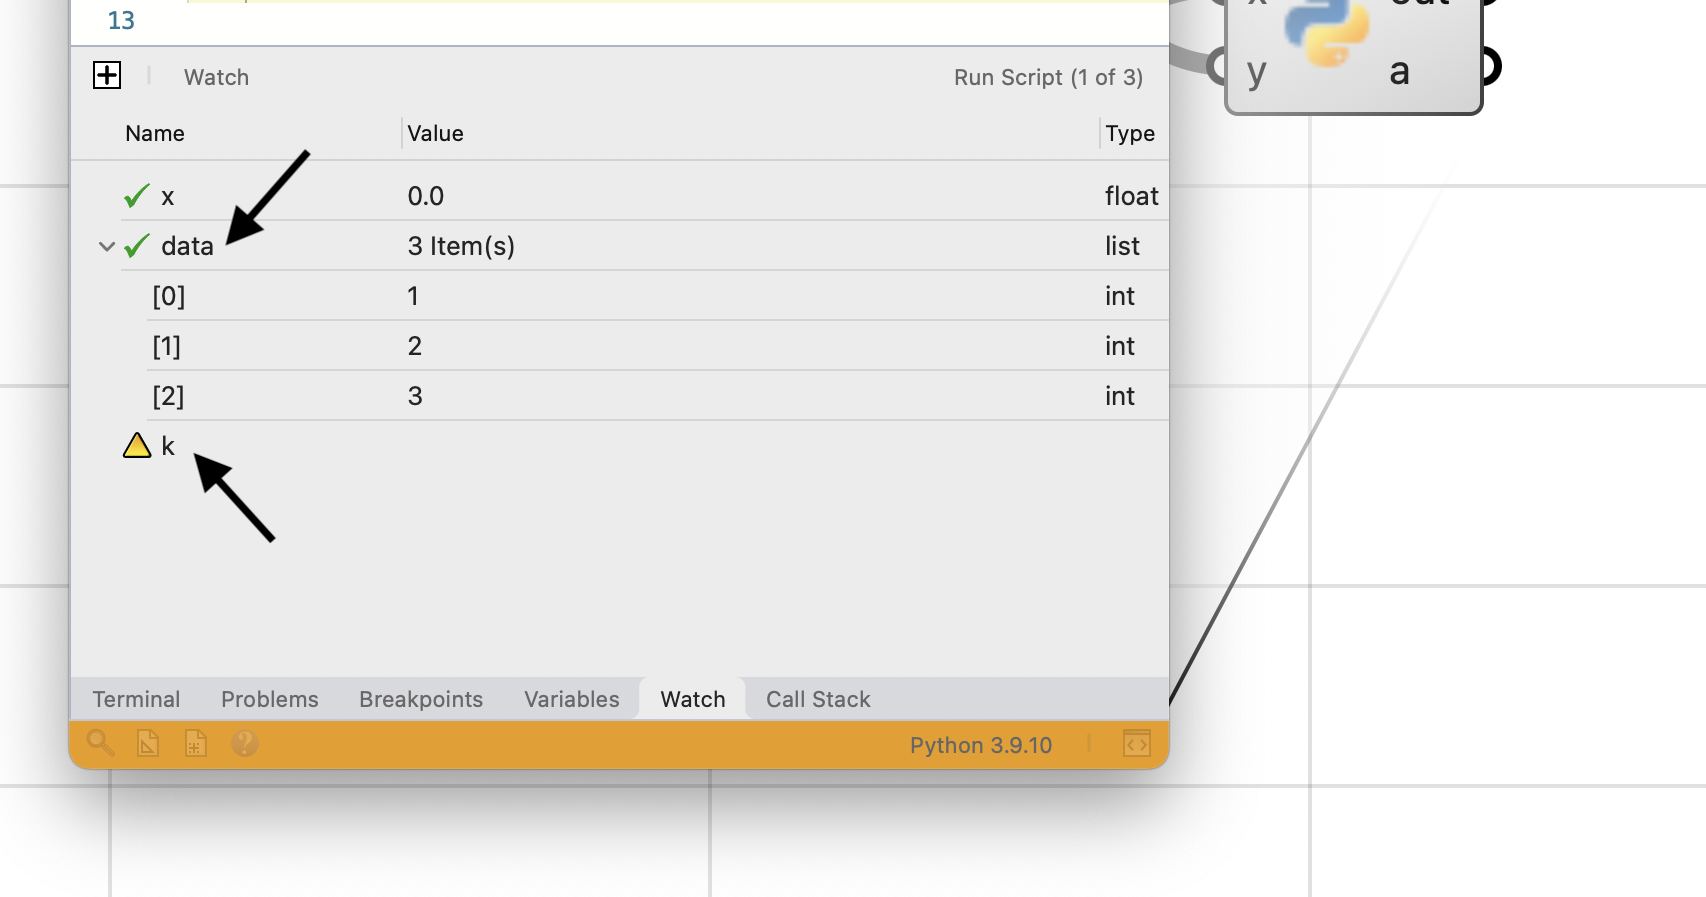 13
Watch
Run Script (1 of 3)
Name Value Type
x 0.0 float
data 3 Item(s) list
[0] 1 int
[1] 2 int
[2] 3 int
k
Terminal Problems Breakpoints Variables Watch Call Stack
Python 3.9.10
x out
y a